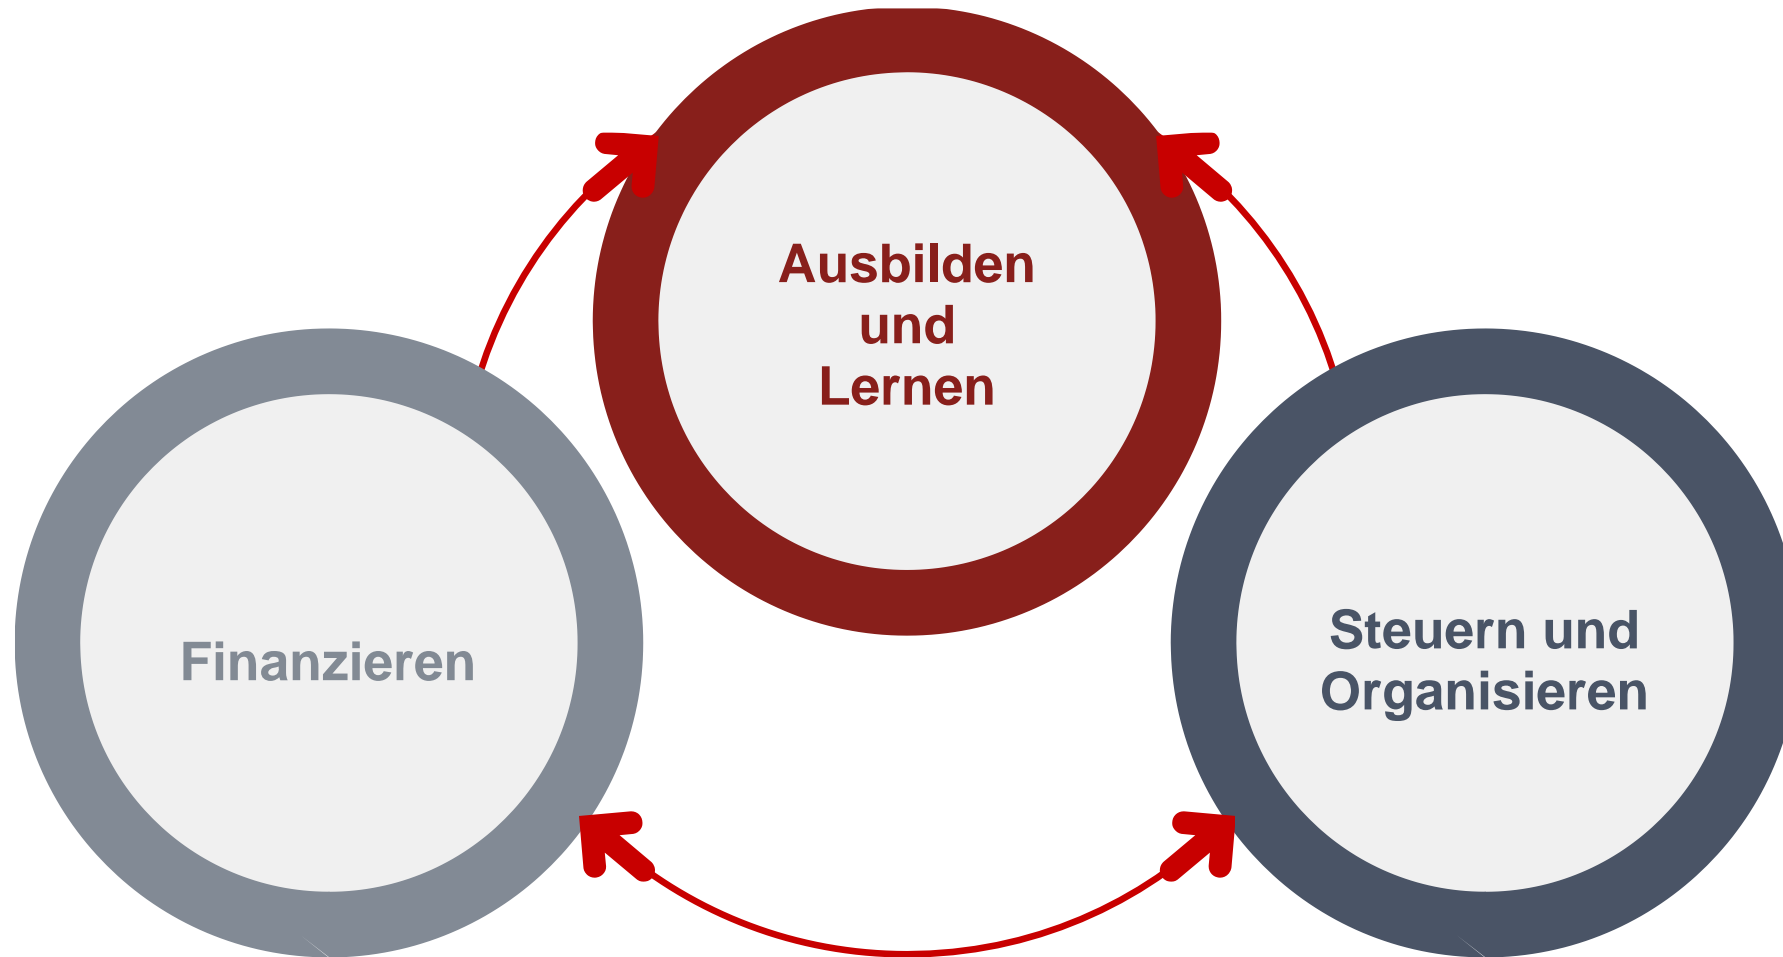 Ausbilden
und
Lernen
Finanzieren
Steuern und
Organisieren